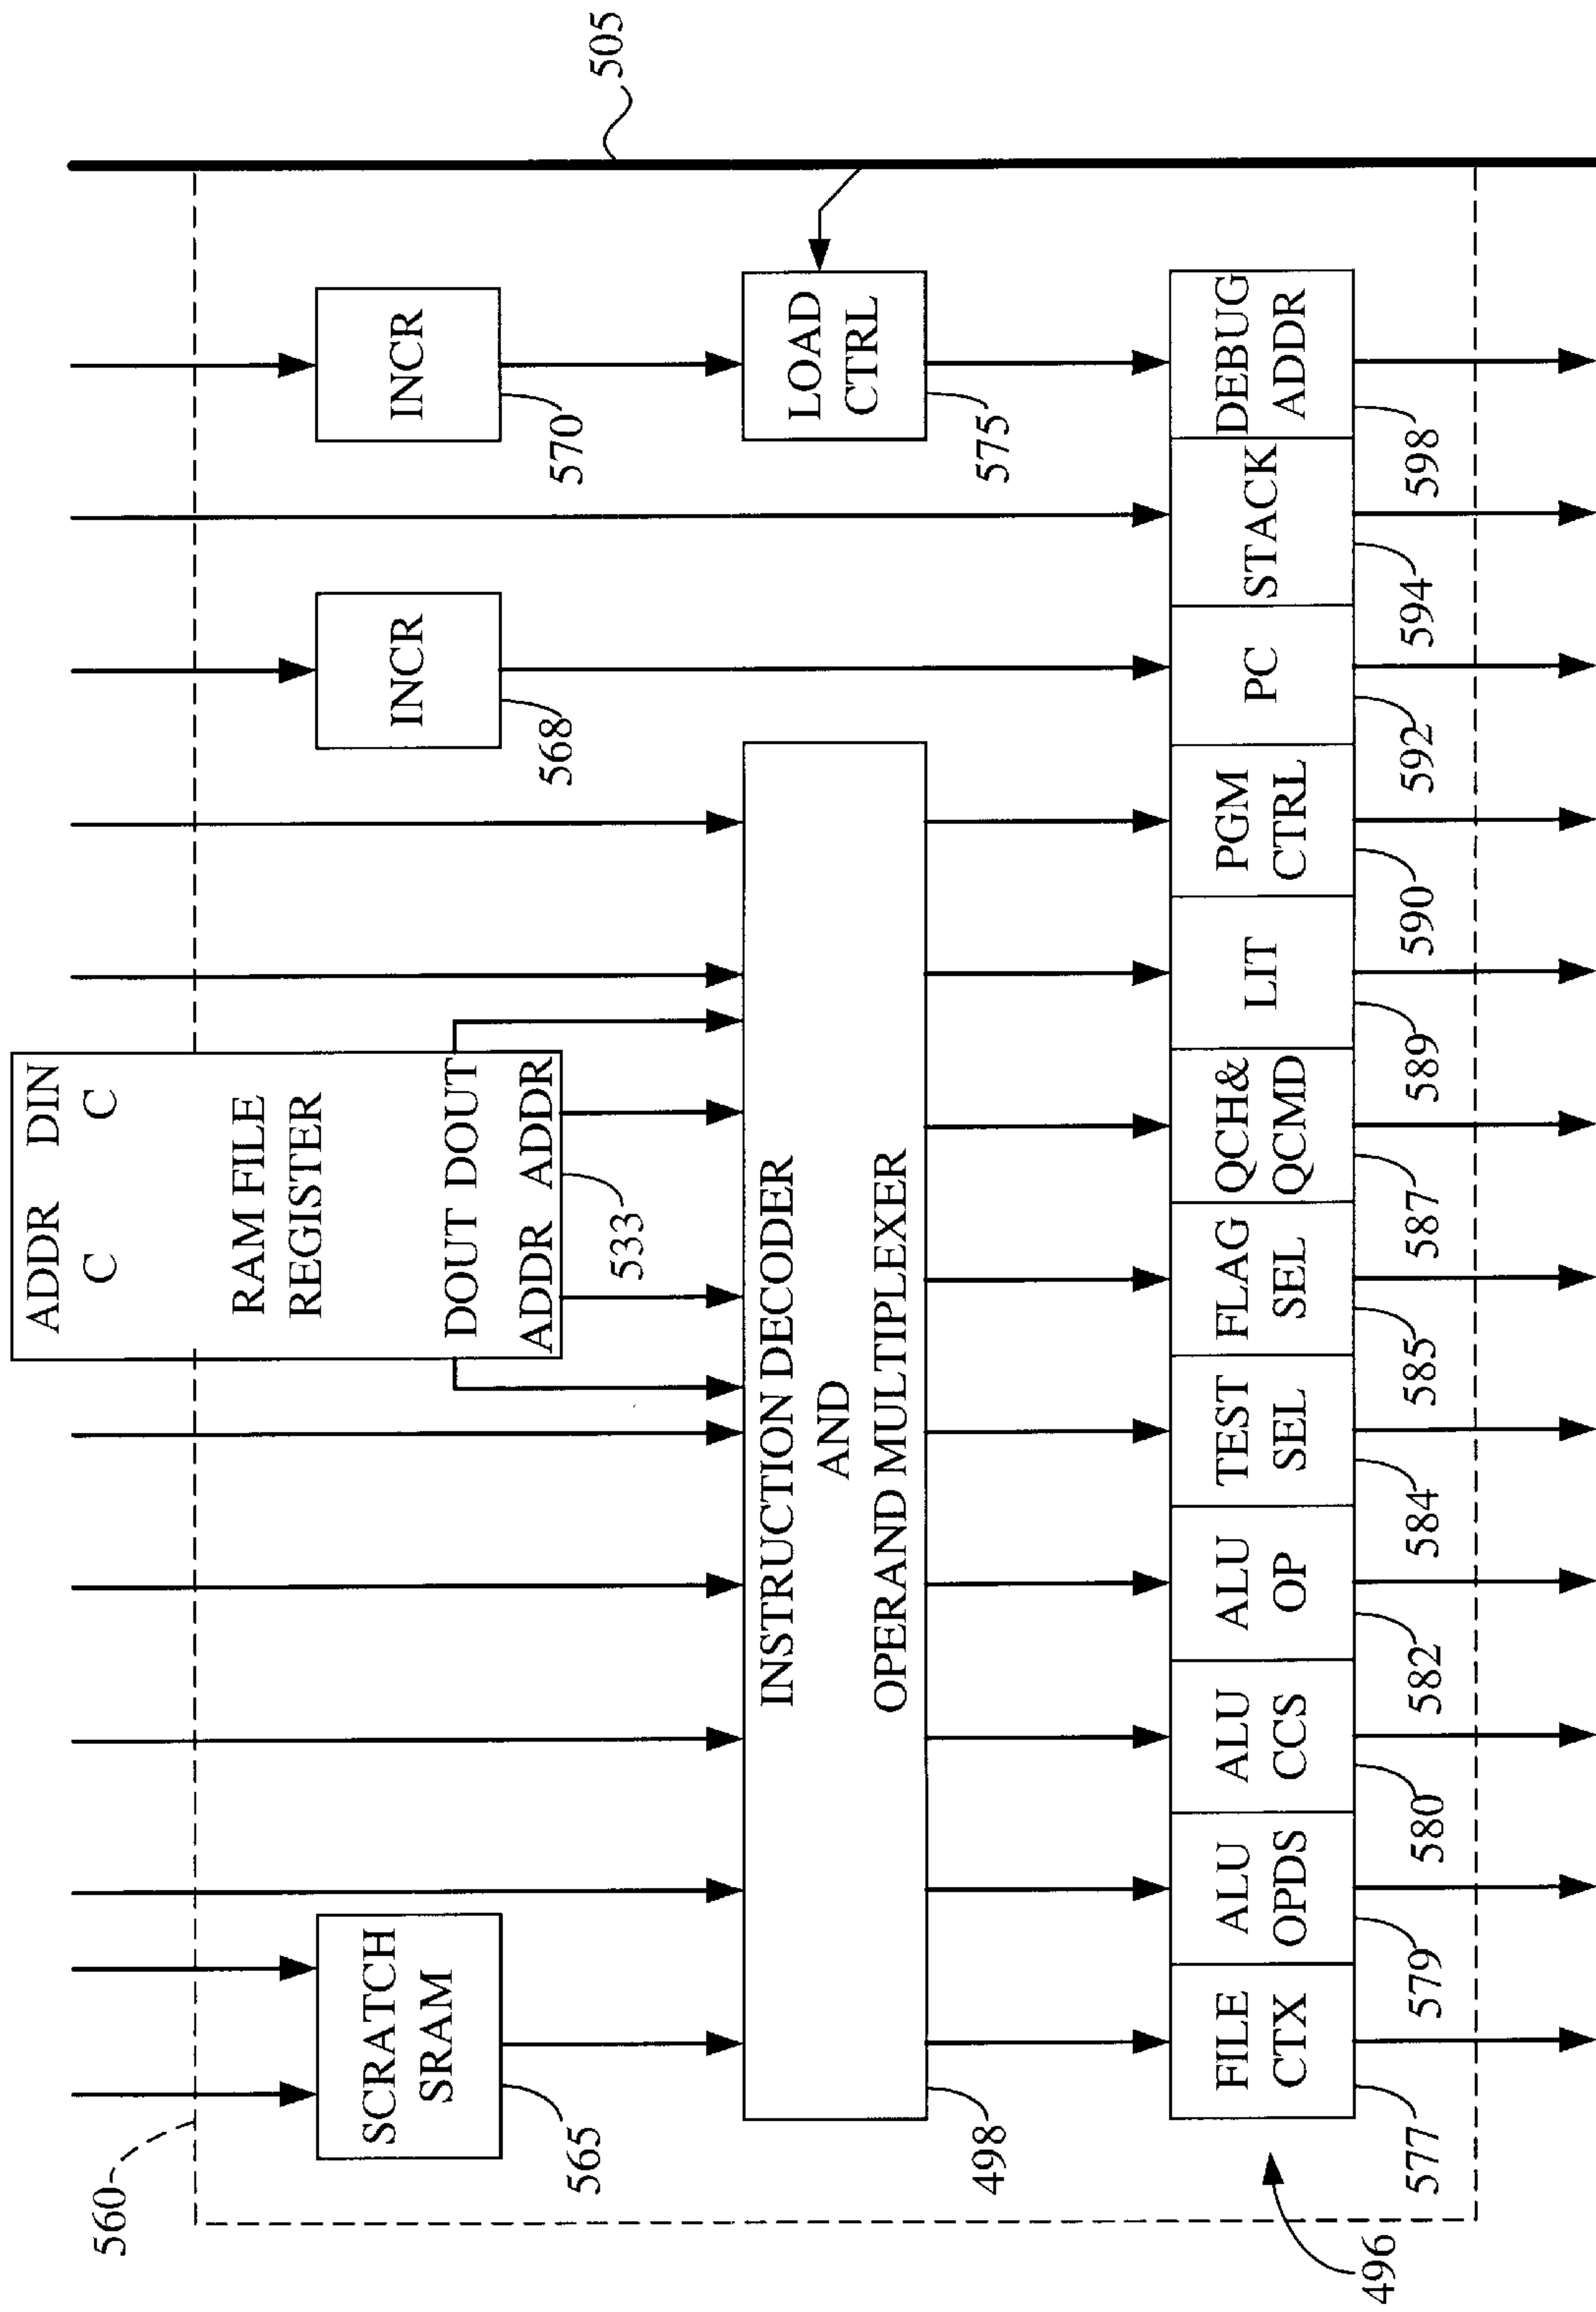 560
505
ADDR DIN
C C
RAM FILE
REGISTER
DOUT DOUT
ADDR ADDR
533
SCRATCH
SRAM
565
INCR
568
INCR
570
INSTRUCTION DECODER
AND
OPERAND MULTIPLEXER
498
LOAD
CTRL
575
FILE
CTX
577
ALU
OPDS
579
ALU
CCS
580
ALU
OP
582
TEST
SEL
584
FLAG
SEL
585
QCH&
QCMD
587
LIT
589
PGM
CTRL
590
PC
592
STACK
594
DEBUG
ADDR
598
496